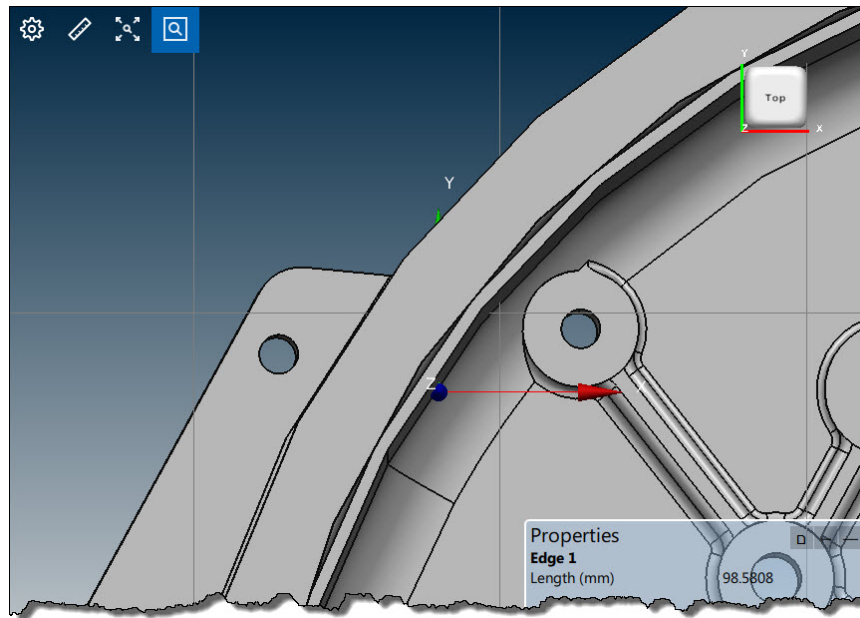 Y
Top
Z
X
Y
Z
X
Properties
Edge 1
Length (mm) 98.5808